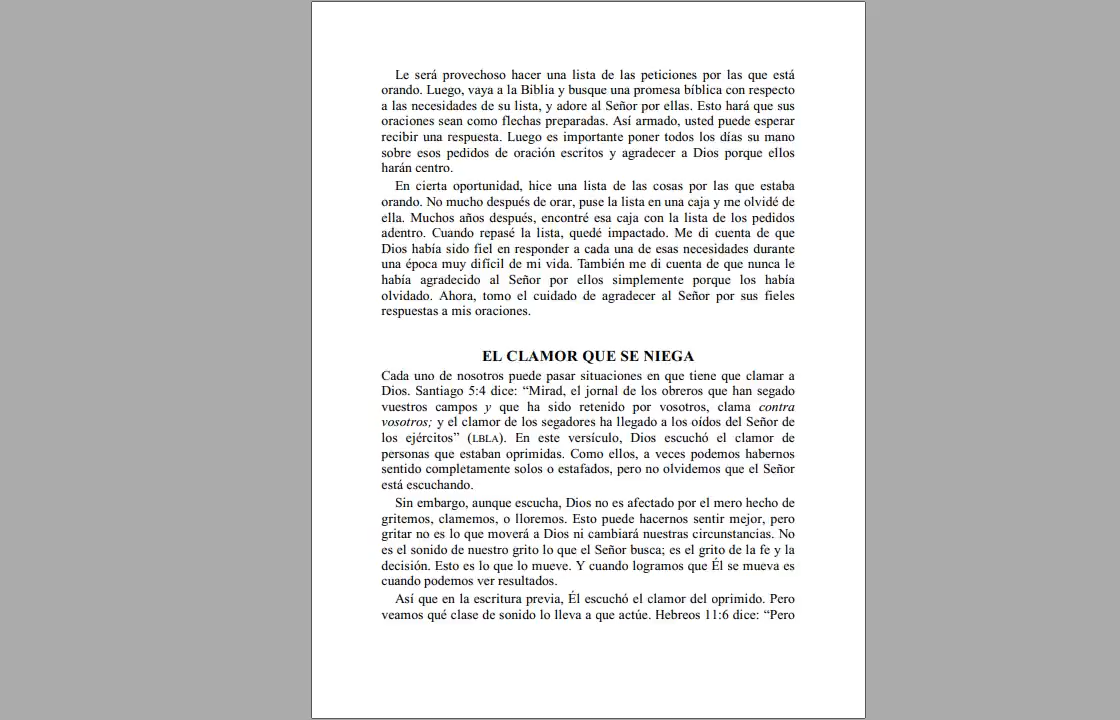 Le será provechoso hacer una lista de las peticiones por las que está
orando. Luego, vaya a la Biblia y busque una promesa bíblica con respecto
a las necesidades de su lista, y adore al Señor por ellas. Esto hará que sus
oraciones sean como flechas preparadas. Así armado, usted puede esperar
recibir una respuesta. Luego es importante poner todos los días su mano
sobre esos pedidos de oración escritos y agradecer a Dios porque ellos
harán centro.
En cierta oportunidad, hice una lista de las cosas por las que estaba
orando. No mucho después de orar, puse la lista en una caja y me olvidé de
ella. Muchos años después, encontré esa caja con la lista de los pedidos
adentro. Cuando repasé la lista, quedé impactado. Me di cuenta de que
Dios había sido fiel en responder a cada una de esas necesidades durante
una época muy difícil de mi vida. También me di cuenta de que nunca le
había agradecido al Señor por ellos simplemente porque los había
olvidado. Ahora, tomo el cuidado de agradecer al Señor por sus fieles
respuestas a mis oraciones.
EL CLAMOR QUE SE NIEGA
Cada uno de nosotros puede pasar situaciones en que tiene que clamar a
Dios. Santiago 5:4 dice: “Mirad, el jornal de los obreros que han segado
vuestros campos y que ha sido retenido por vosotros, clama contra
vosotros; y el clamor de los segadores ha llegado a los oídos del Señor de
los ejércitos” (LBLA). En este versículo, Dios escuchó el clamor de
personas que estaban oprimidas. Como ellos, a veces podemos habernos
sentido completamente solos o estafados, pero no olvidemos que el Señor
está escuchando.
Sin embargo, aunque escucha, Dios no es afectado por el mero hecho de
gritemos, clamemos, o lloremos. Esto puede hacernos sentir mejor, pero
gritar no es lo que moverá a Dios ni cambiará nuestras circunstancias. No
es el sonido de nuestro grito lo que el Señor busca; es el grito de la fe y la
decisión. Esto es lo que lo mueve. Y cuando logramos que Él se mueva es
cuando podemos ver resultados.
Así que en la escritura previa, Él escuchó el clamor del oprimido. Pero
veamos qué clase de sonido lo lleva a que actúe. Hebreos 11:6 dice: “Pero